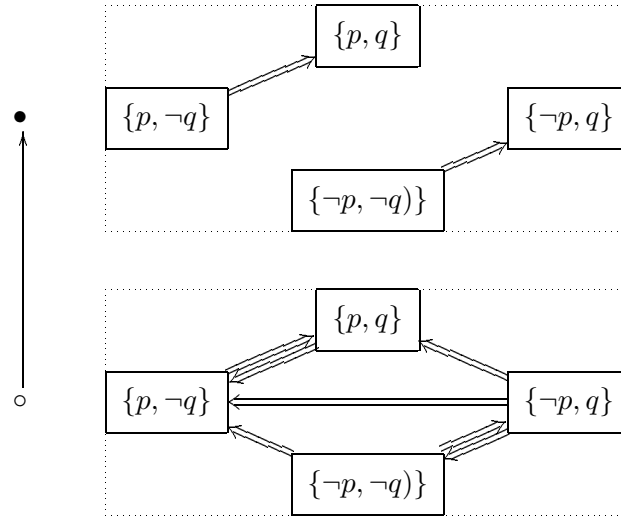 {p, q}
{p, ¬q}
{¬p, q}
{¬p, ¬q)}
{p, q}
{p, ¬q}
{¬p, q}
{¬p, ¬q)}